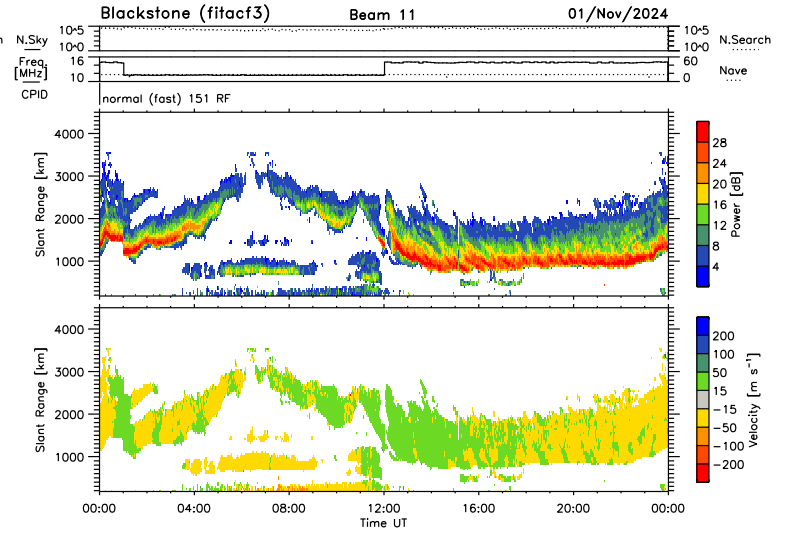 Blackstone (fitacf3) Beam 11 01/Nov/2024
N.Sky 10^5 10^0 10^5 10^0 N.Search
Freq. [MHz] 16 10 60 0 Nave
CPID normal (fast) 151 RF
Slant Range [km]
4000
3000
2000
1000
28
24
20
16
12
8
4
Power [dB]
Slant Range [km]
4000
3000
2000
1000
200
100
50
15
-15
-50
-100
-200
Velocity [m s⁻¹]
00:00 04:00 08:00 12:00 16:00 20:00 00:00
Time UT